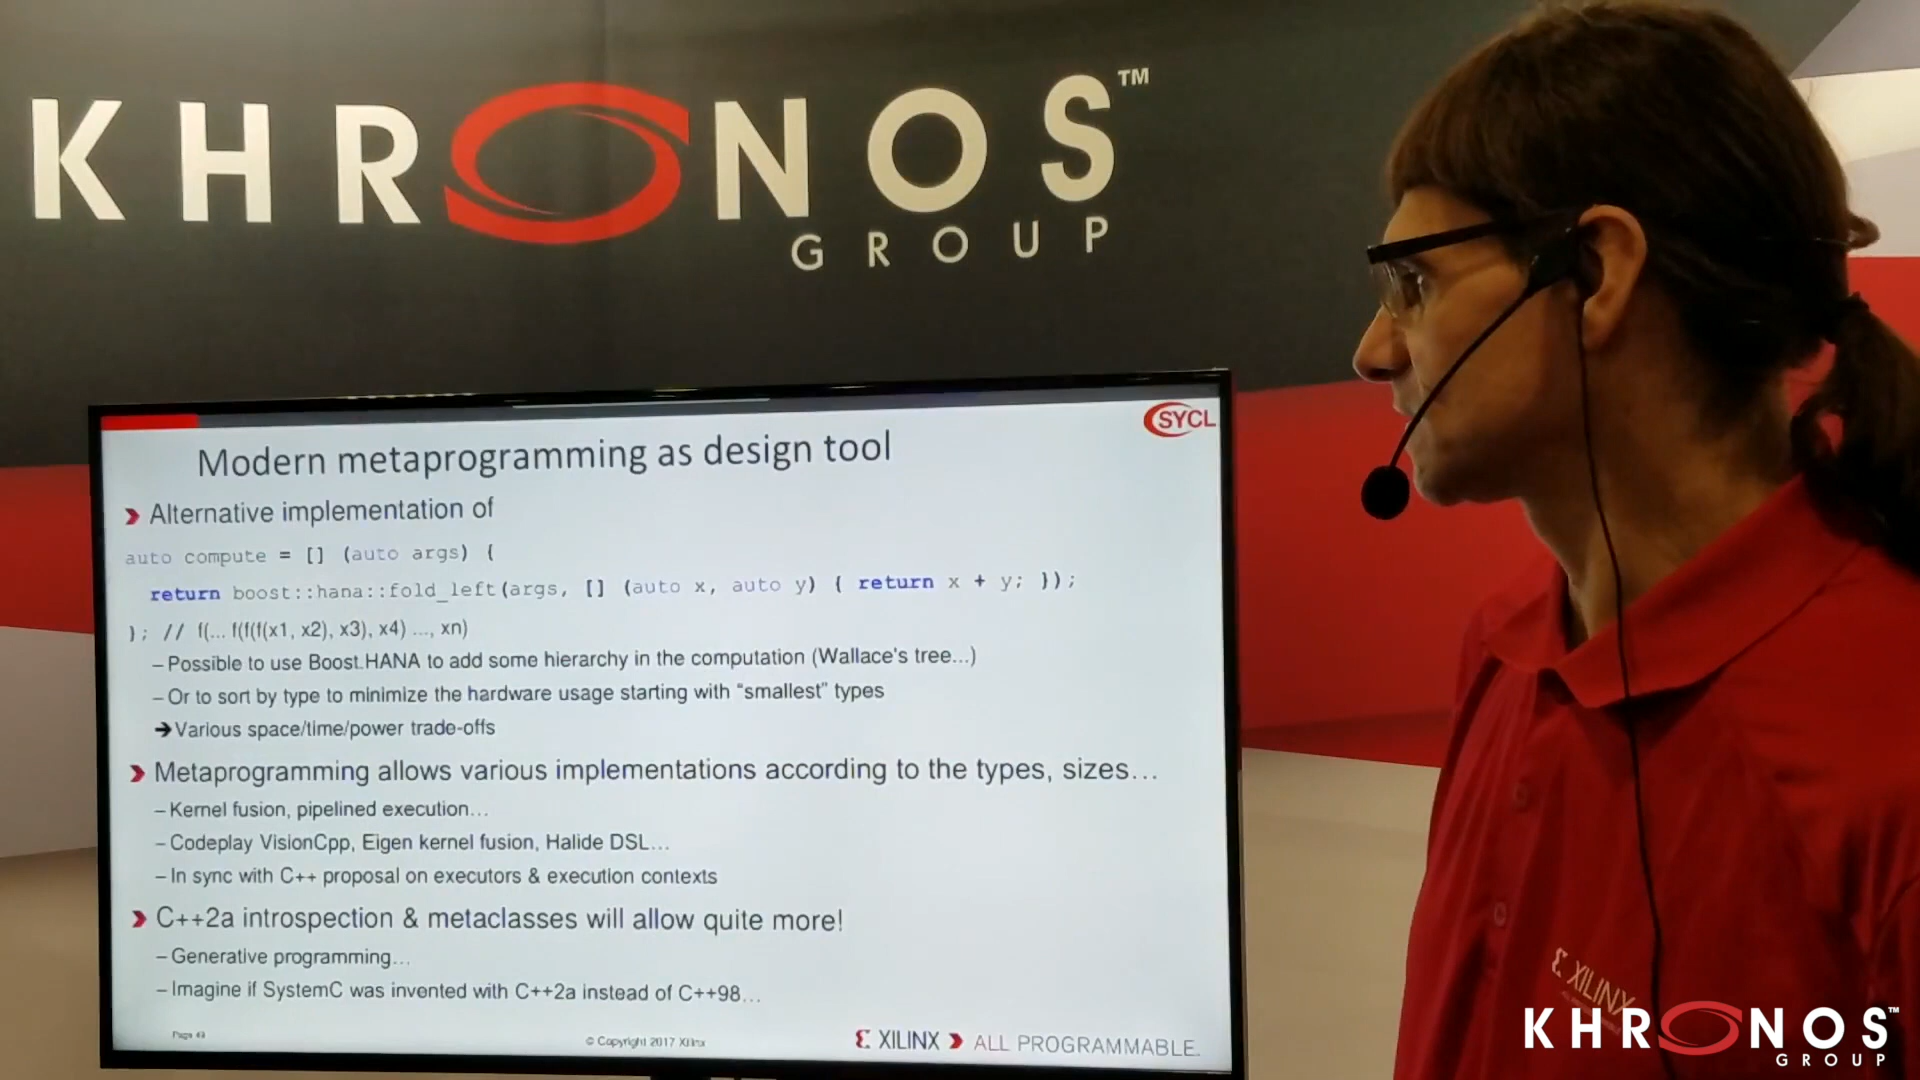 KHRONOS™
GROUP
SYCL
Modern metaprogramming as design tool
Alternative implementation of
auto compute = [] (auto args) {
return boost::hana::fold_left(args, [] (auto x, auto y) { return x + y; });
}; // f(... f(f(f(x1, x2), x3), x4) ..., xn)
– Possible to use Boost.HANA to add some hierarchy in the computation (Wallace's tree...)
– Or to sort by type to minimize the hardware usage starting with “smallest” types
➔ Various space/time/power trade-offs
Metaprogramming allows various implementations according to the types, sizes…
– Kernel fusion, pipelined execution…
– Codeplay VisionCpp, Eigen kernel fusion, Halide DSL…
– In sync with C++ proposal on executors & execution contexts
C++2a introspection & metaclasses will allow quite more!
– Generative programming…
– Imagine if SystemC was invented with C++2a instead of C++98…
Page
© Copyright 2017 Xilinx
XILINX ALL PROGRAMMABLE.
XILINX
KHRONOS™
GROUP